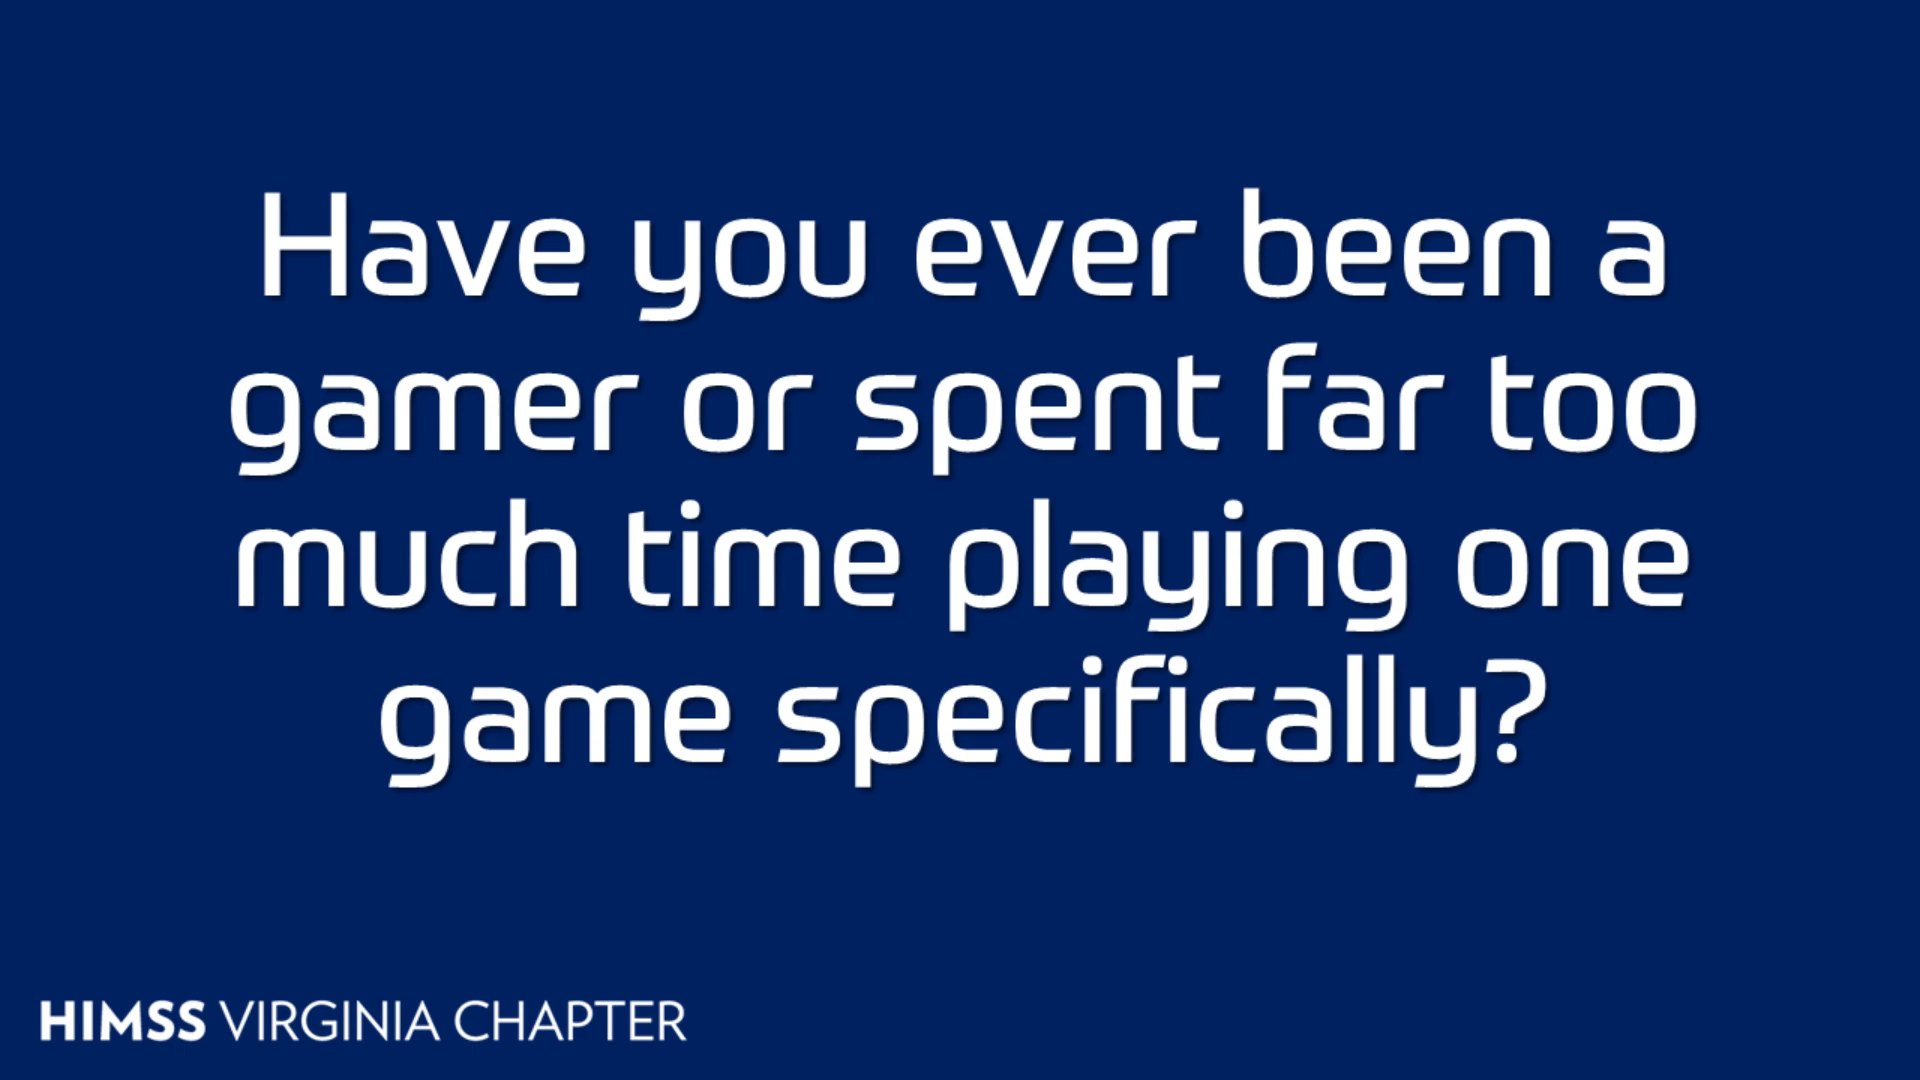 Have you ever been a
gamer or spent far too
much time playing one
game specifically?
HIMSS VIRGINIA CHAPTER